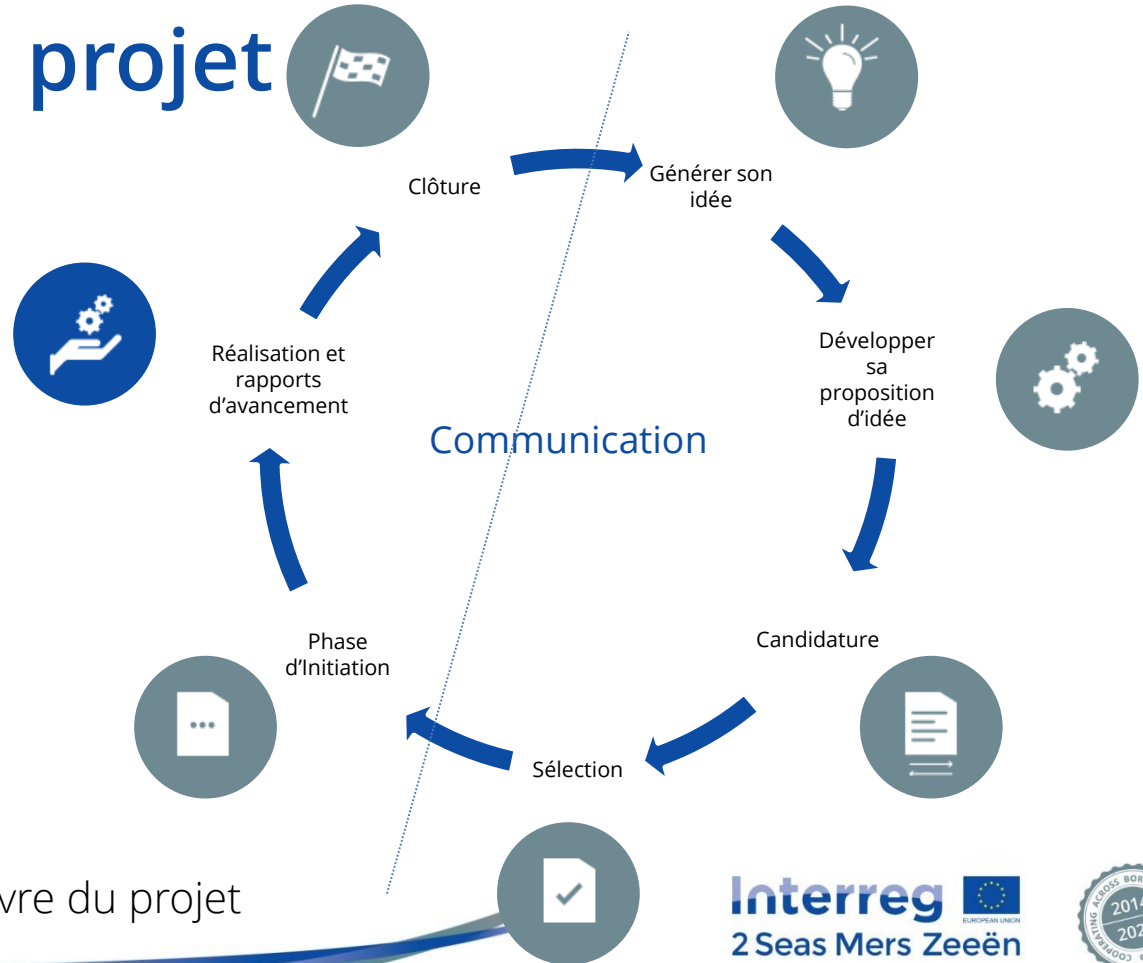 projet
Clôture
Générer son
idée
Développer
sa
proposition
d'idée
Réalisation et
rapports
d'avancement
Communication
Candidature
Phase
d'Initiation
Sélection
vre du projet
Interreg
EUROPEAN UNION
2 Seas Mers Zeeën
ACROSS